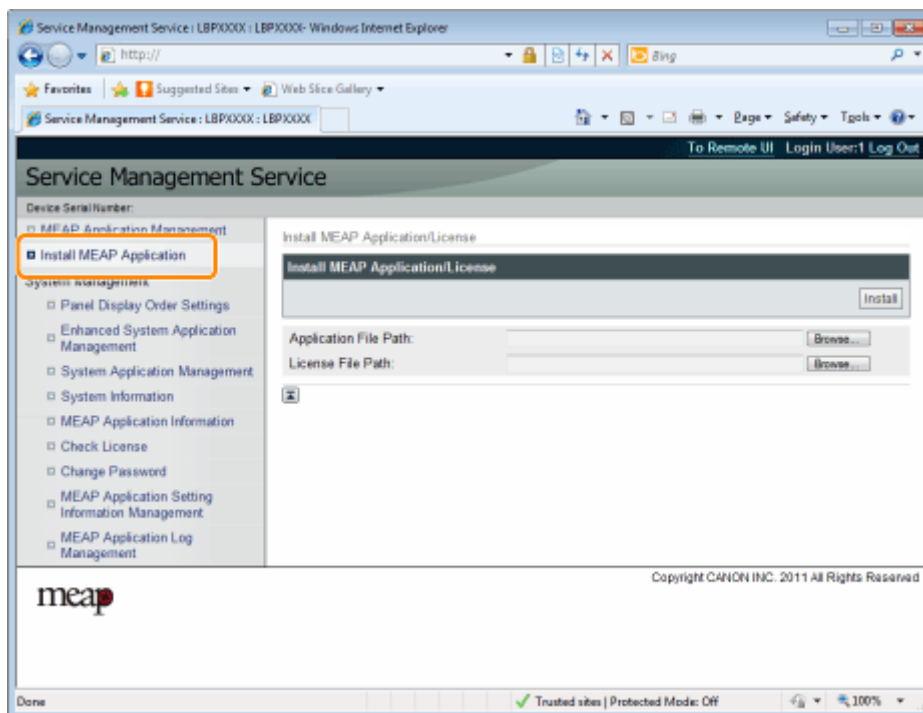 Service Management Service : LBPXXXX : LBPXXXX- Windows Internet Explorer
http://
Bing
Favorites
Suggested Sites
Web Slice Gallery
Service Management Service : LBPXXXX : LBPXXXX
Page
Safety
Tools
To Remote UI Login User:1 Log Out
Service Management Service
Device Serial Number:
MEAP Application Management
Install MEAP Application
System Management
Panel Display Order Settings
Enhanced System Application
Management
System Application Management
System Information
MEAP Application Information
Check License
Change Password
MEAP Application Setting
Information Management
MEAP Application Log
Management
Install MEAP Application/License
Install MEAP Application/License
Install
Application File Path:
Browse...
License File Path:
Browse...
Copyright CANON INC. 2011 All Rights Reserved
meap
Done
Trusted sites | Protected Mode: Off
100%